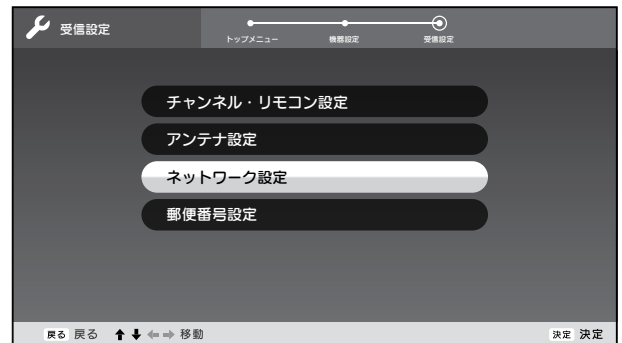 受信設定
トップメニュー 機器設定 受信設定
チャンネル・リモコン設定
アンテナ設定
ネットワーク設定
郵便番号設定
戻る 戻る ↑ ↓ ← → 移動 決定 決定